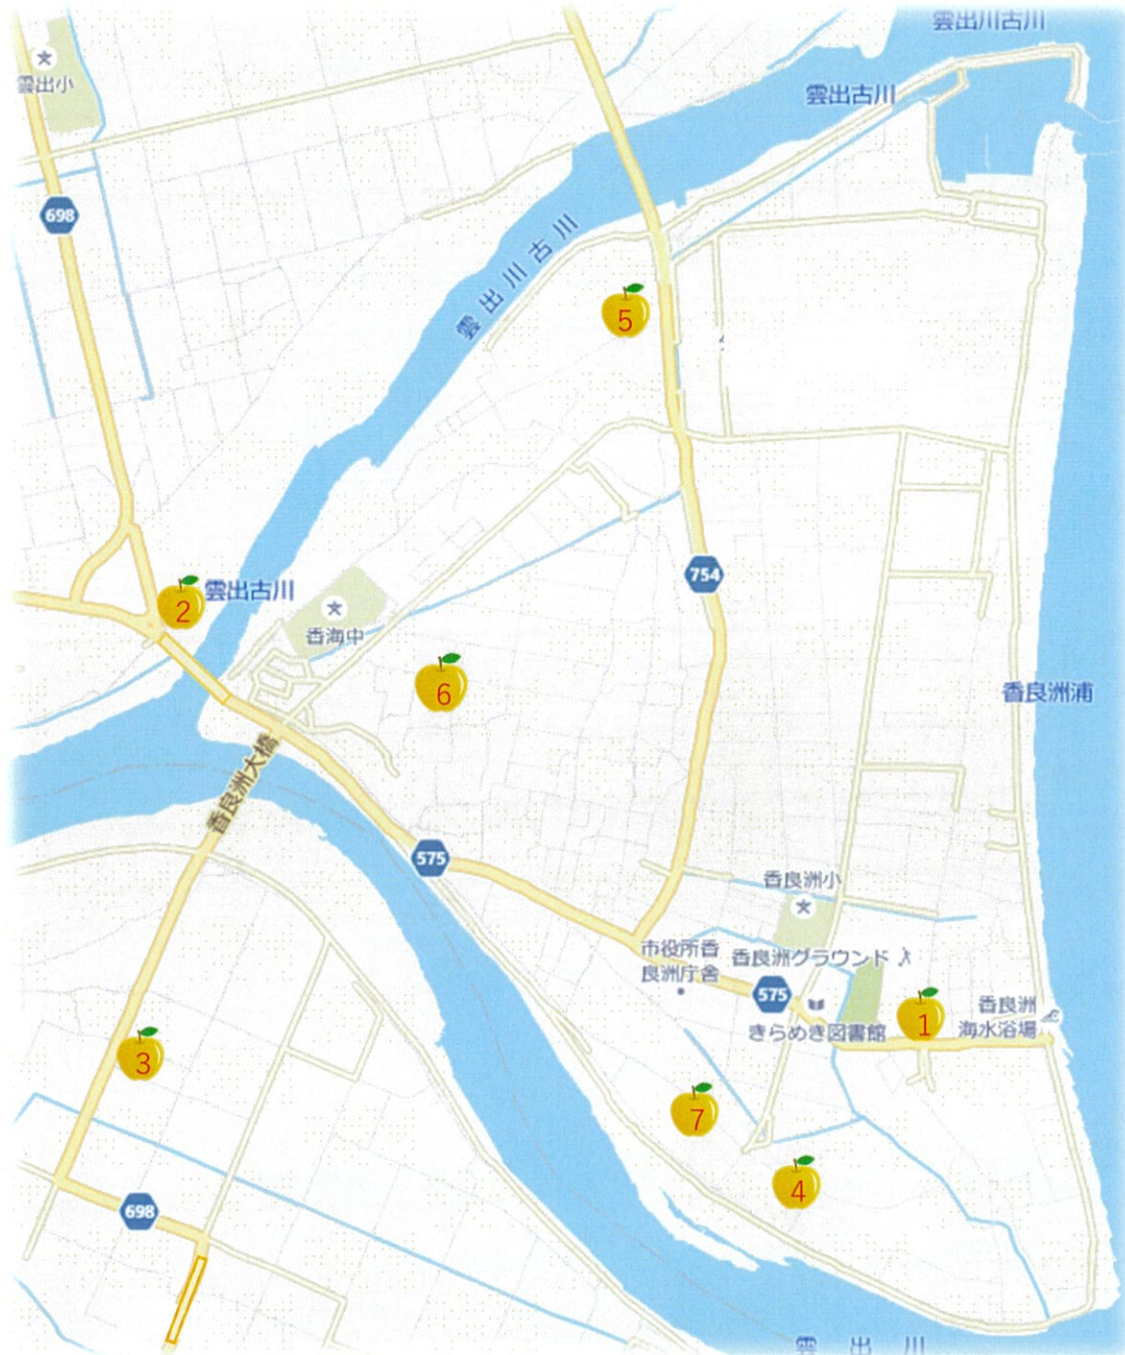 雲出川古川
雲出小
雲出古川
698
雲出川古川
5
754
2
雲出古川
香海中
6
香良洲浦
香良洲大橋
575
香良洲小
市役所香
良洲庁舎
香良洲グラウンド
575
きらめき図書館
1
香良洲
海水浴場
3
7
4
698
雲出川